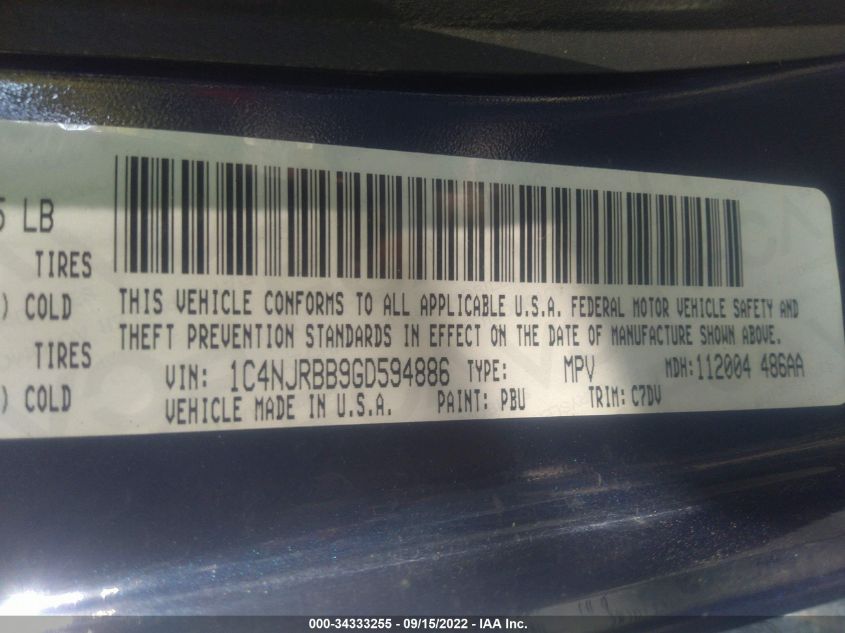 5 LB
TIRES
) COLD
TIRES
) COLD
THIS VEHICLE CONFORMS TO ALL APPLICABLE U.S.A. FEDERAL MOTOR VEHICLE SAFETY AND
THEFT PREVENTION STANDARDS IN EFFECT ON THE DATE OF MANUFACTURE SHOWN ABOVE.
VIN: 1C4NJRBB9GD594886 TYPE: MPV MDH:112004 486AA
VEHICLE MADE IN U.S.A. PAINT: PBU TRIM: C7DV
000-34333255 - 09/15/2022 - IAA Inc.